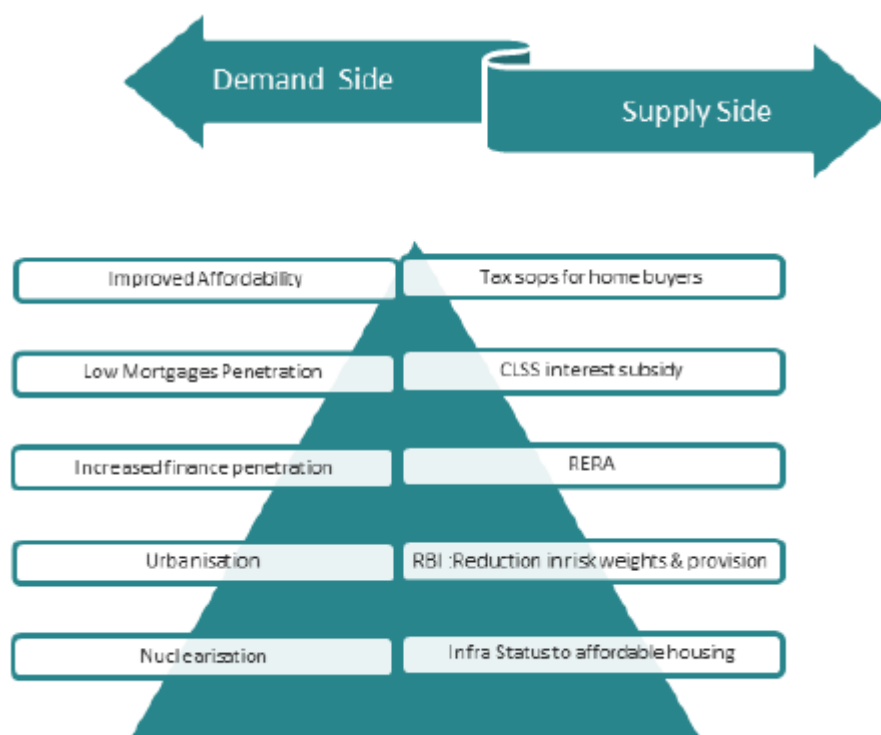 Demand Side
Supply Side
Improved Affordability
Tax sops for home buyers
Low Mortgages Penetration
CLSS interest subsidy
Increased finance penetration
RERA
Urbanisation
RBI :Reduction in risk weights & provision
Nuclearisation
Infra Status to affordable housing